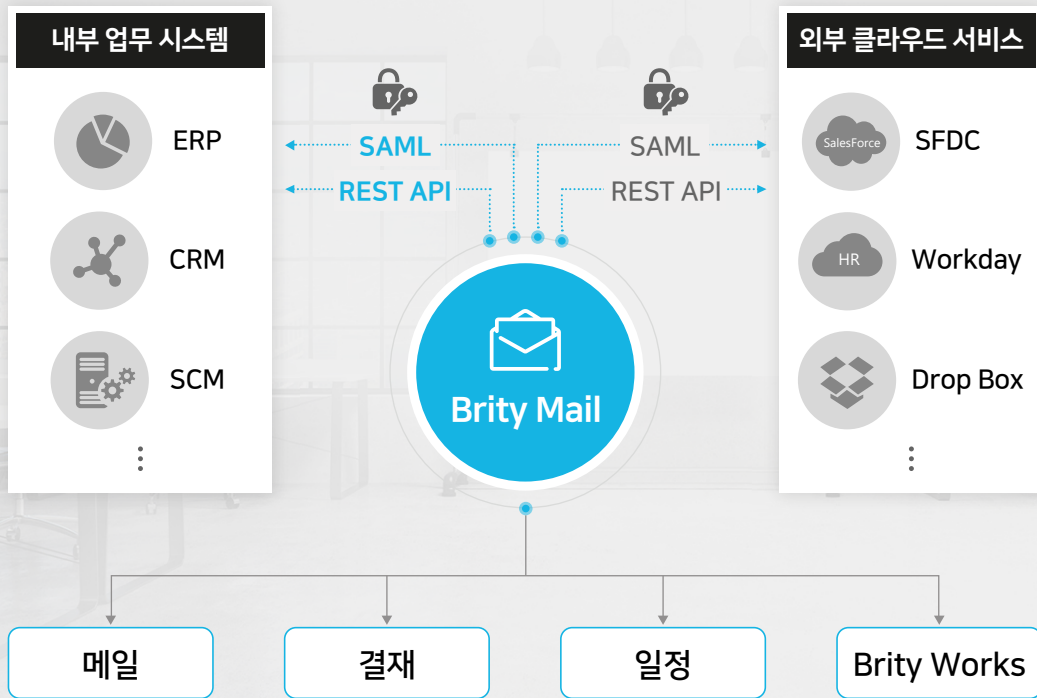 내부 업무 시스템
ERP
CRM
SCM
SAML
REST API
SAML
REST API
외부 클라우드 서비스
SalesForce
SFDC
HR
Workday
Drop Box
Brity Mail
메일
결재
일정
Brity Works